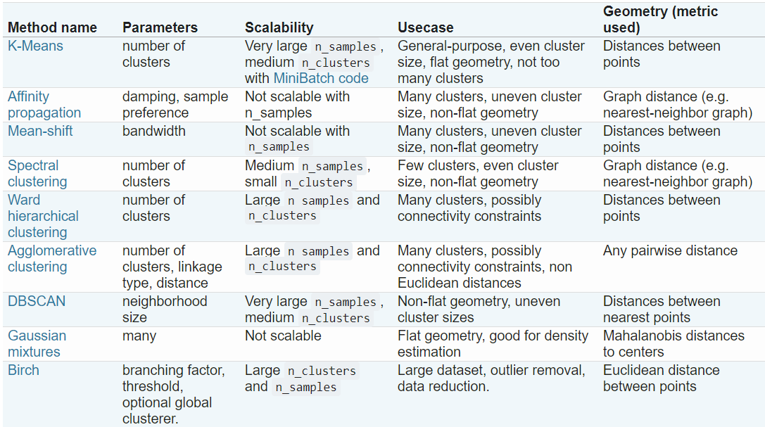 Method name Parameters Scalability Usecase Geometry (metric used)
K-Means number of clusters Very large n_samples, medium n_clusters with MiniBatch code General-purpose, even cluster size, flat geometry, not too many clusters Distances between points
Affinity propagation damping, sample preference Not scalable with n_samples Many clusters, uneven cluster size, non-flat geometry Graph distance (e.g. nearest-neighbor graph)
Mean-shift bandwidth Not scalable with n_samples Many clusters, uneven cluster size, non-flat geometry Distances between points
Spectral clustering number of clusters Medium n_samples, small n_clusters Few clusters, even cluster size, non-flat geometry Graph distance (e.g. nearest-neighbor graph)
Ward hierarchical clustering number of clusters Large n_samples and n_clusters Many clusters, possibly connectivity constraints Distances between points
Agglomerative clustering number of clusters, linkage type, distance Large n_samples and n_clusters Many clusters, possibly connectivity constraints, non Euclidean distances Any pairwise distance
DBSCAN neighborhood size Very large n_samples, medium n_clusters Non-flat geometry, uneven cluster sizes Distances between nearest points
Gaussian mixtures many Not scalable Flat geometry, good for density estimation Mahalanobis distances to centers
Birch branching factor, threshold, optional global clusterer. Large n_clusters and n_samples Large dataset, outlier removal, data reduction. Euclidean distance between points